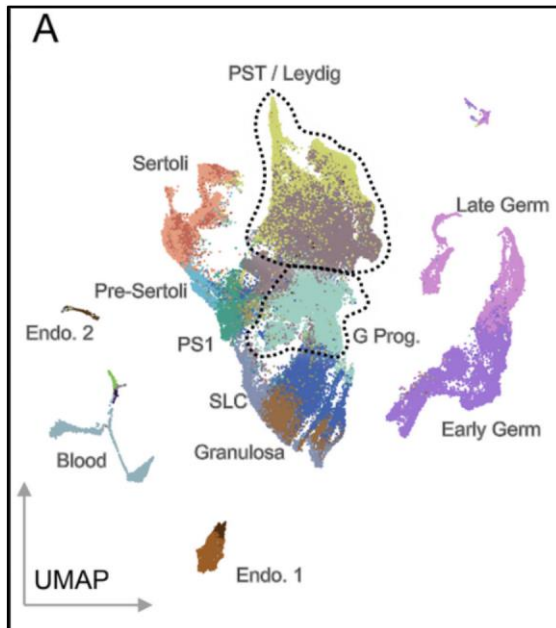 A
PST / Leydig
Sertoli
Late Germ
Pre-Sertoli
Endo. 2
PS1
G Prog.
SLC
Early Germ
Granulosa
Blood
UMAP
Endo. 1